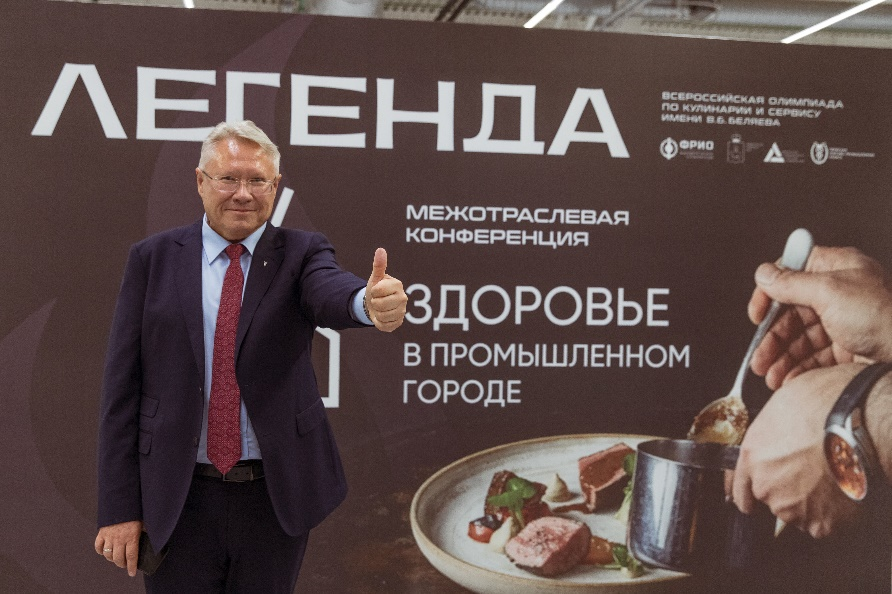 ЛЕГЕНДА
ВСЕРОССИЙСКАЯ ОЛИМПИАДА
ПО КУЛИНАРИИ И СЕРВИСУ
ИМЕНИ В.Б. БЕЛЯЕВА
ФРИО
МЕЖОТРАСЛЕВАЯ
КОНФЕРЕНЦИЯ
ЗДОРОВЬЕ
В ПРОМЫШЛЕННОМ
ГОРОДЕ